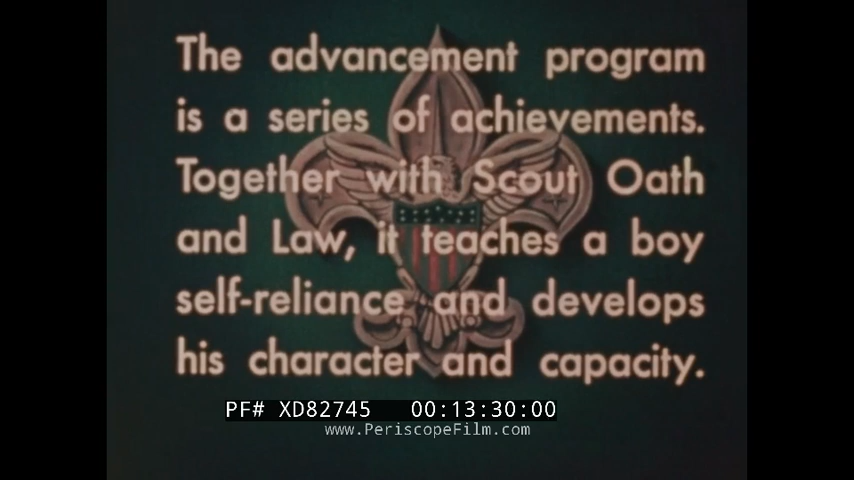 The advancement program
is a series of achievements.
Together with Scout Oath
and Law, it teaches a boy
self-reliance and develops
his character and capacity.
PF# XD82745 00:13:30:00
www.PeriscopeFilm.com